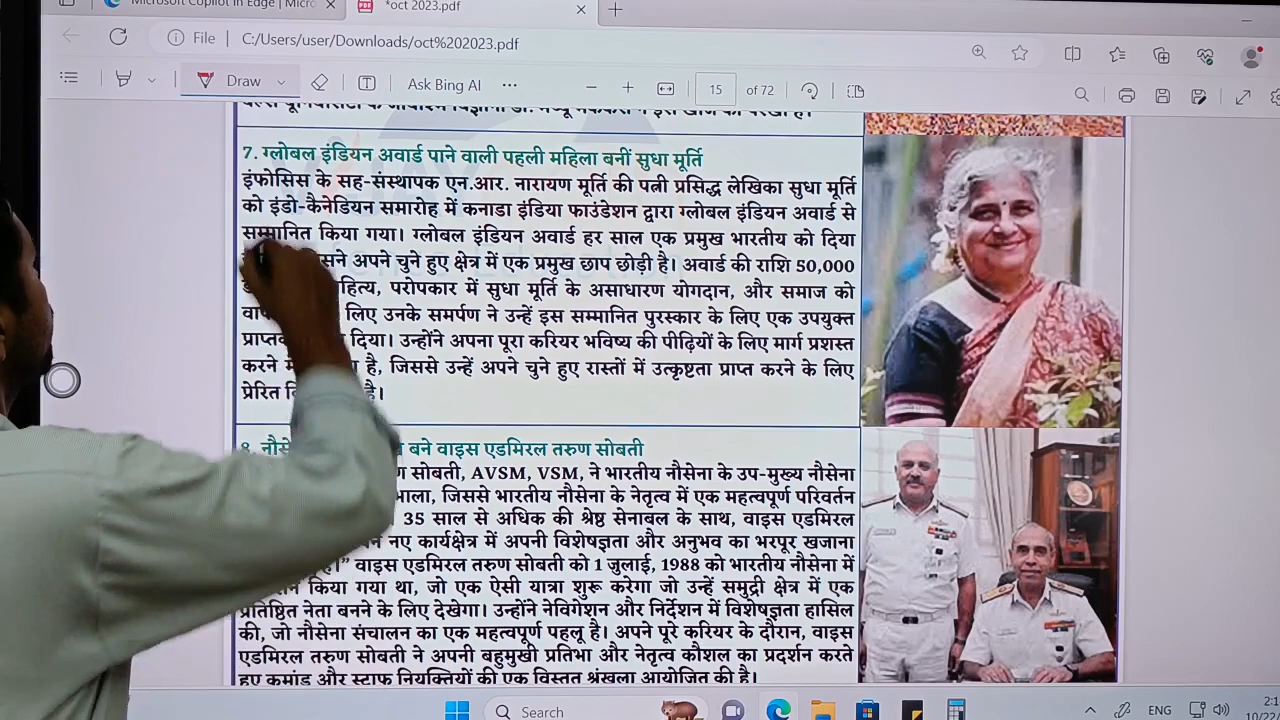 Microsoft Copilot in Edge | Micro
*oct 2023.pdf
File | C:/Users/user/Downloads/oct%202023.pdf
Draw
Ask Bing AI
15 of 72
7. ग्लोबल इंडियन अवार्ड पाने वाली पहली महिला बनीं सुधा मूर्ति
इंफोसिस के सह-संस्थापक एन.आर. नारायण मूर्ति की पत्नी प्रसिद्ध लेखिका सुधा मूर्ति
को इंडो-कैनेडियन समारोह में कनाडा इंडिया फाउंडेशन द्वारा ग्लोबल इंडियन अवार्ड से
सम्मानित किया गया। ग्लोबल इंडियन अवार्ड हर साल एक प्रमुख भारतीय को दिया
अपने चुने हुए क्षेत्र में एक प्रमुख छाप छोड़ी है। अवार्ड की राशि 50,000
परोपकार में सुधा मूर्ति के असाधारण योगदान, और समाज को
लिए उनके समर्पण ने उन्हें इस सम्मानित पुरस्कार के लिए एक उपयुक्त
दिया। उन्होंने अपना पूरा करियर भविष्य की पीढ़ियों के लिए मार्ग प्रशस्त
करने है, जिससे उन्हें अपने चुने हुए रास्तों में उत्कृष्टता प्राप्त करने के लिए
प्रेरित है।
8. बने वाइस एडमिरल तरुण सोबती
सोबती, AVSM, VSM, ने भारतीय नौसेना के उप-मुख्य नौसेना
जिससे भारतीय नौसेना के नेतृत्व में एक महत्वपूर्ण परिवर्तन
35 साल से अधिक की श्रेष्ठ सेनाबल के साथ, वाइस एडमिरल
नए कार्यक्षेत्र में अपनी विशेषज्ञता और अनुभव का भरपूर खजाना
वाइस एडमिरल तरुण सोबती को 1 जुलाई, 1988 को भारतीय नौसेना में
किया गया था, जो एक ऐसी यात्रा शुरू करेगा जो उन्हें समुद्री क्षेत्र में एक
प्रतिष्ठित नेता बनने के लिए देखेगा। उन्होंने नेविगेशन और निर्देशन में विशेषज्ञता हासिल
की, जो नौसेना संचालन का एक महत्वपूर्ण पहलू है। अपने पूरे करियर के दौरान, वाइस
एडमिरल तरुण सोबती ने अपनी बहुमुखी प्रतिभा और नेतृत्व कौशल का प्रदर्शन करते
हुए कमांड और स्टाफ नियुक्तियों की एक विस्तृत श्रृंखला आयोजित की है।
Search
ENG